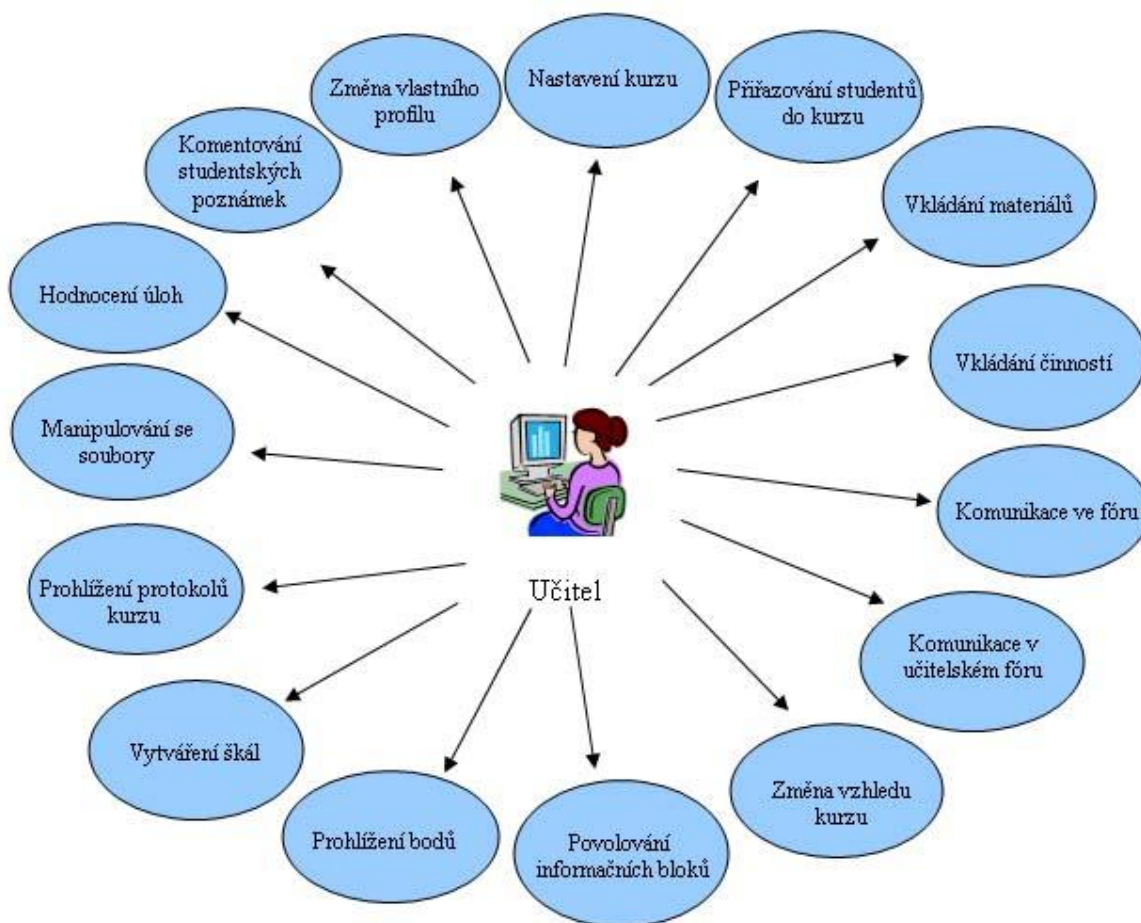 Nastavení kurzu
Změna vlastního
profilu
Přiřazování studentů
do kurzu
Komentování
studentských
poznámek
Vkládání materiálů
Hodnocení úloh
Vkládání činností
Manipulování se
soubory
Komunikace ve fóru
Prohlížení protokolů
kurzu
Učitel
Komunikace v
učitelském fóru
Vytváření škál
Změna vzhledu
kurzu
Prohlížení bodů
Povolování
informačních bloků